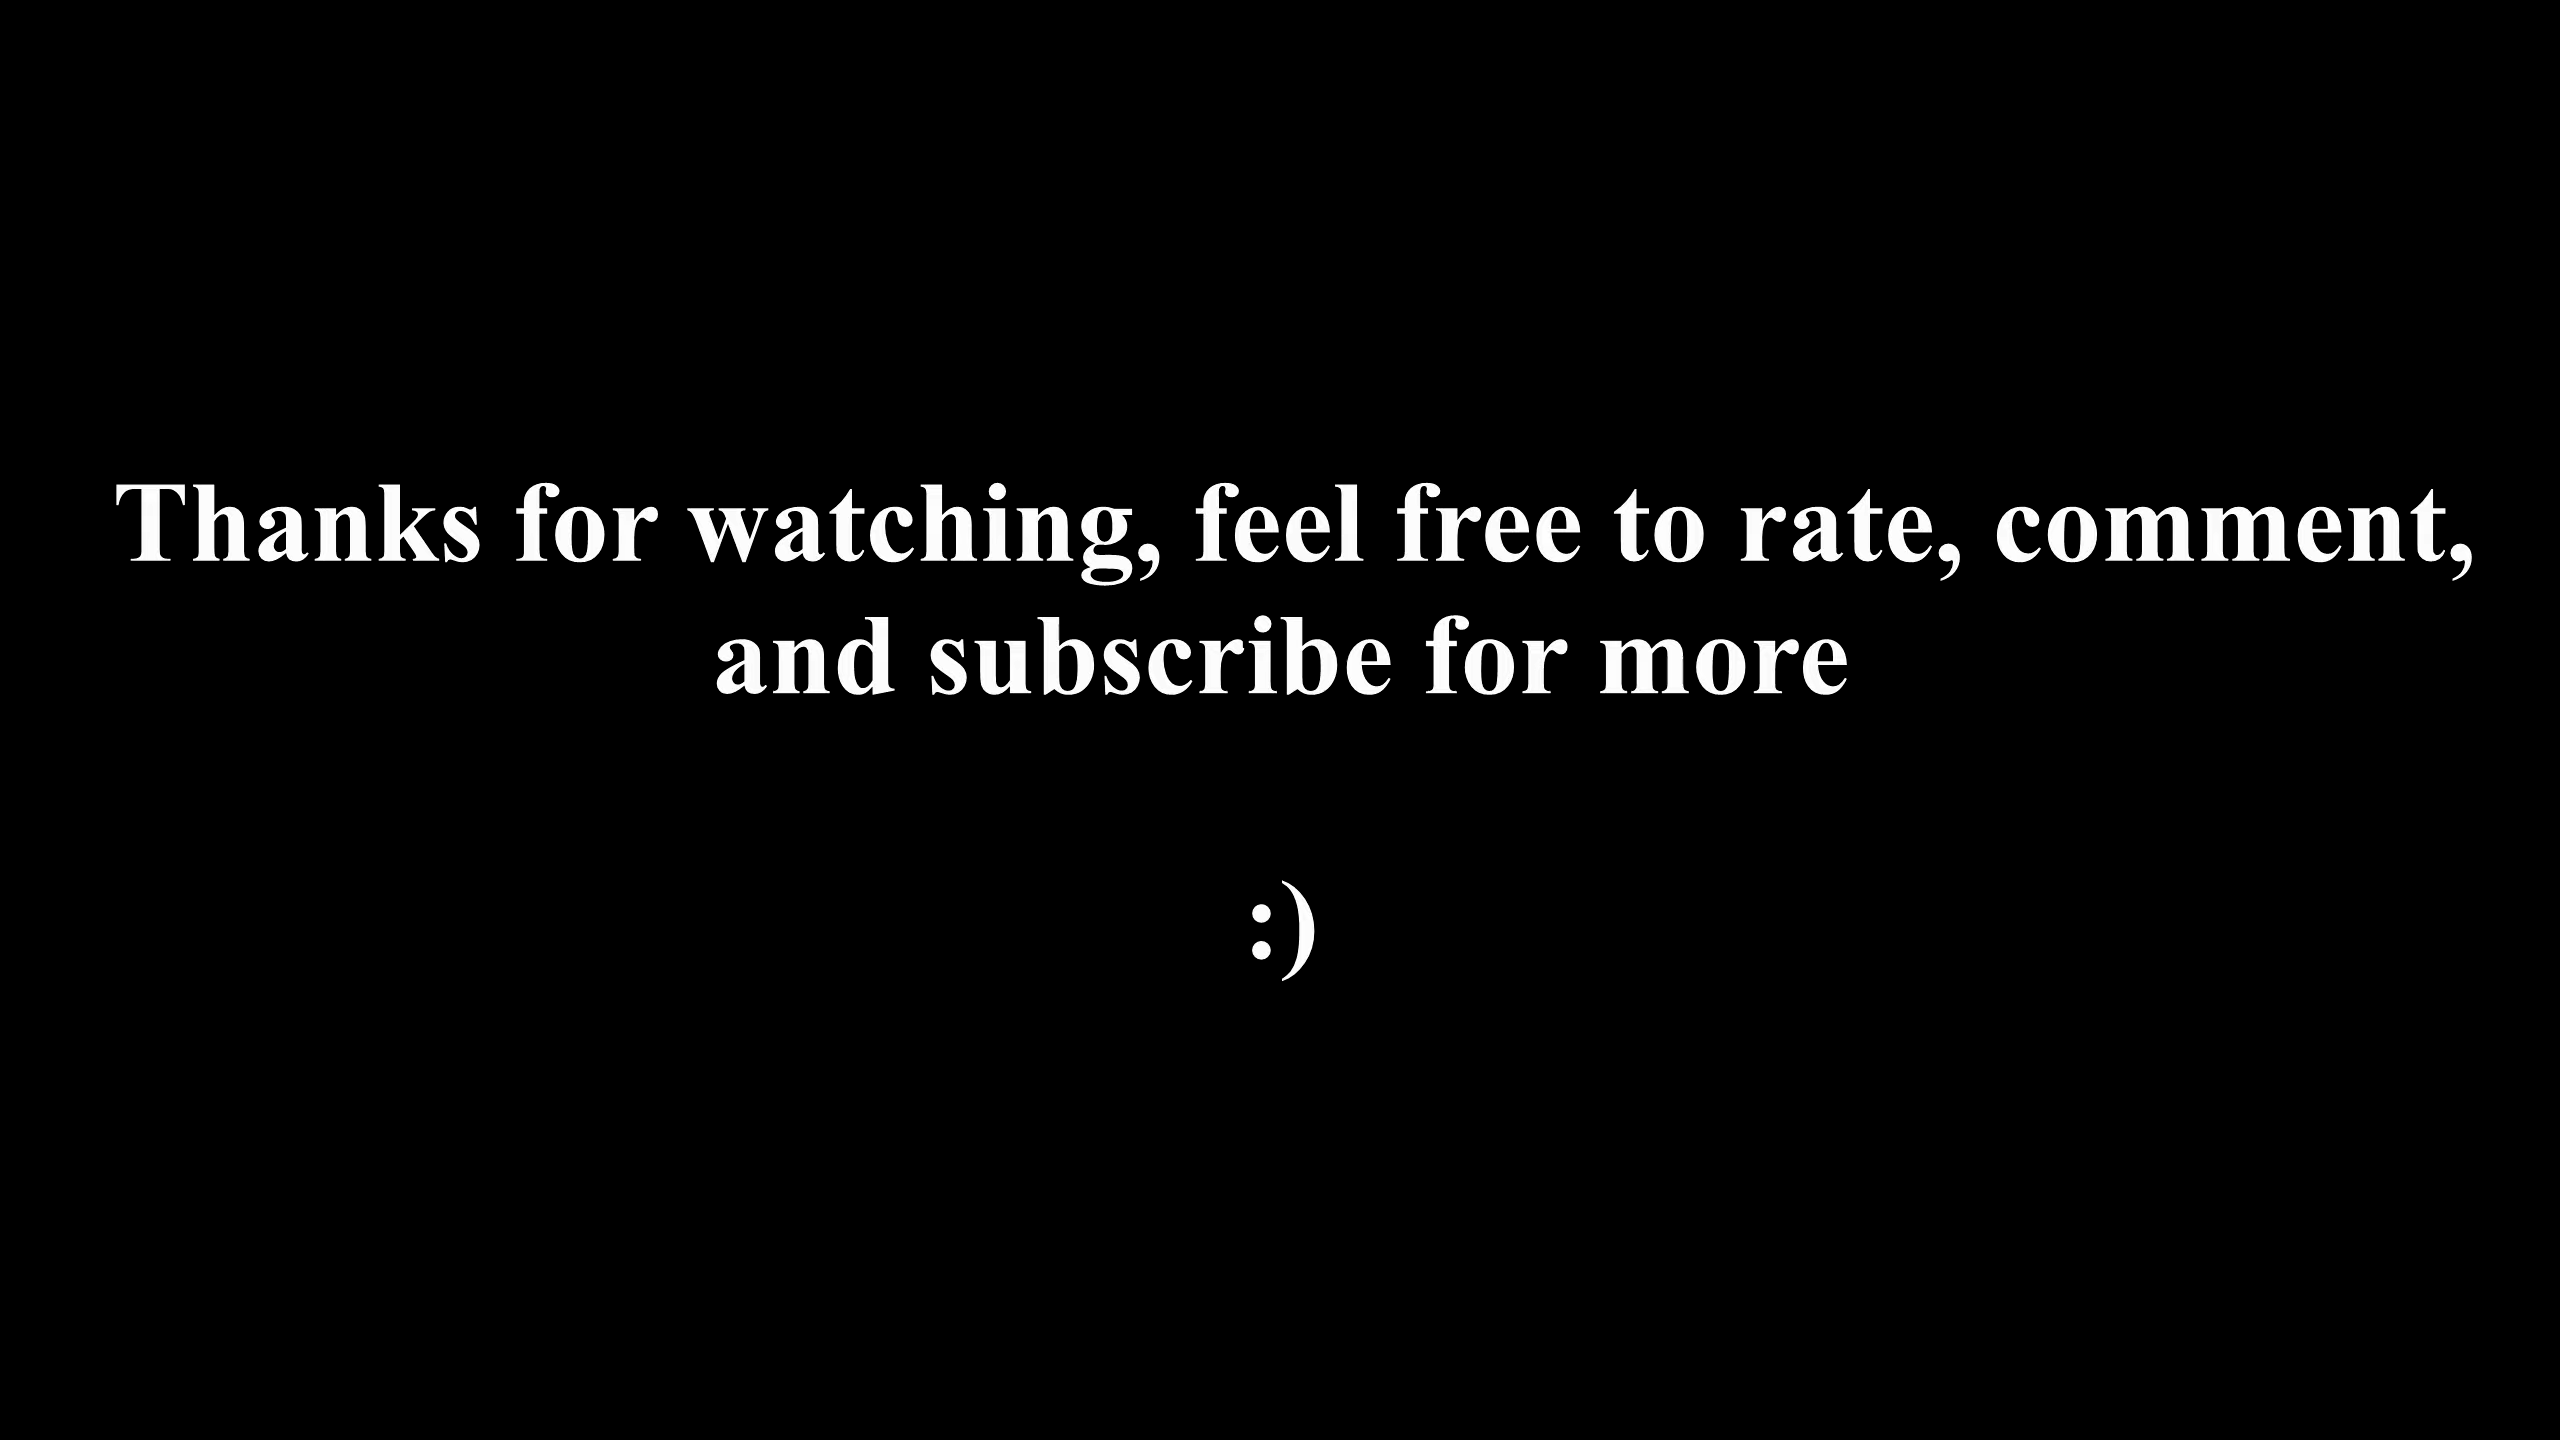 Thanks for watching, feel free to rate, comment,
and subscribe for more
:)